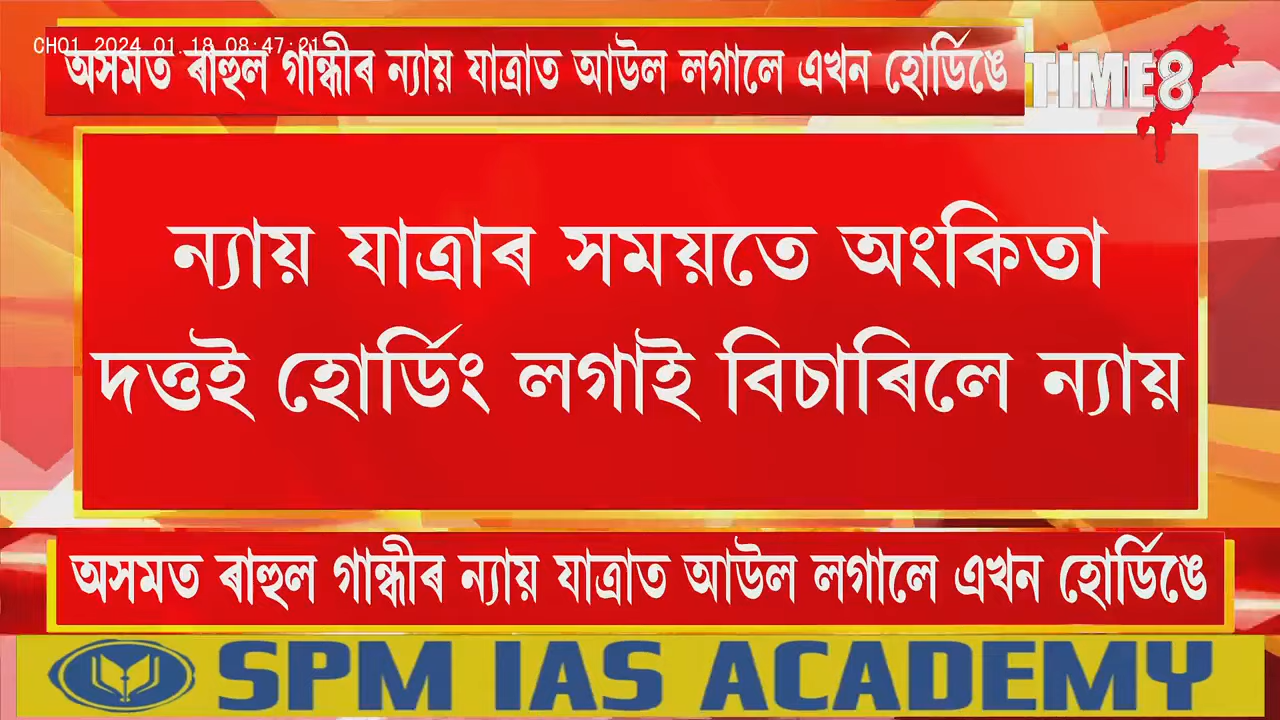 CH01 2024 01 18 08:47:21
অসমত ৰাহুল গান্ধীৰ ন্যায় যাত্ৰাত আউল লগালে এখন হোৰ্ডিঙে
TIME8
ন্যায় যাত্ৰাৰ সময়তে অংকিতা
দত্তই হোৰ্ডিং লগাই বিচাৰিলে ন্যায়
অসমত ৰাহুল গান্ধীৰ ন্যায় যাত্ৰাত আউল লগালে এখন হোৰ্ডিঙে
SPM IAS ACADEMY